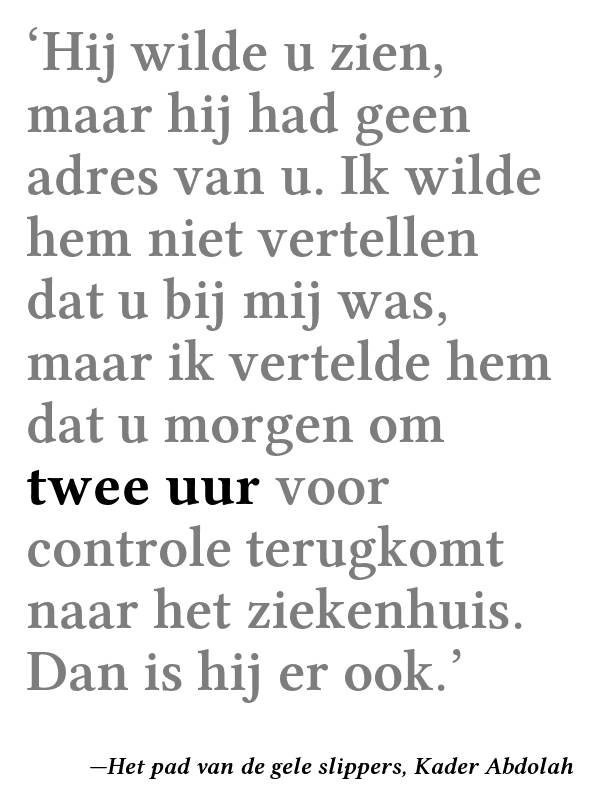 ‘Hij wilde u zien,
maar hij had geen
adres van u. Ik wilde
hem niet vertellen
dat u bij mij was,
maar ik vertelde hem
dat u morgen om
twee uur voor
controle terugkomt
naar het ziekenhuis.
Dan is hij er ook.’
—Het pad van de gele slippers, Kader Abdolah